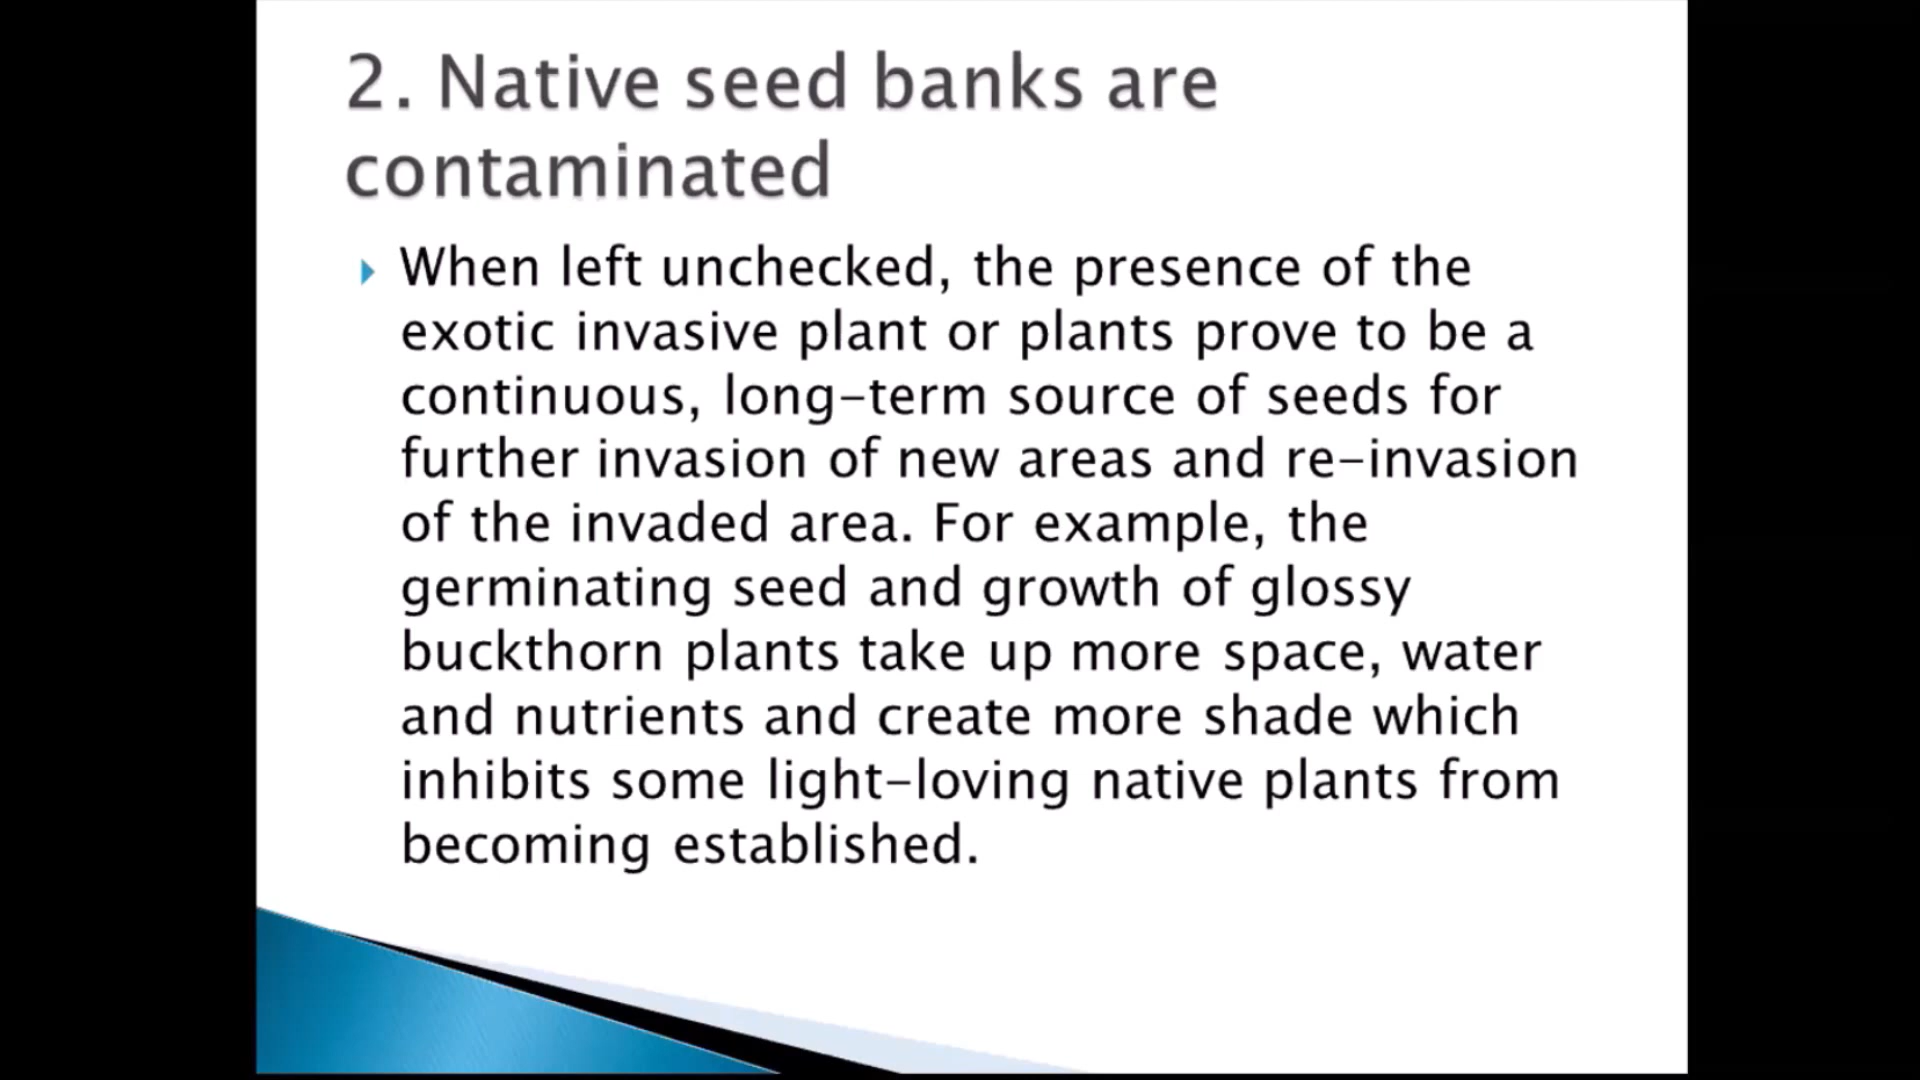 2. Native seed banks are
contaminated
When left unchecked, the presence of the
exotic invasive plant or plants prove to be a
continuous, long-term source of seeds for
further invasion of new areas and re-invasion
of the invaded area. For example, the
germinating seed and growth of glossy
buckthorn plants take up more space, water
and nutrients and create more shade which
inhibits some light-loving native plants from
becoming established.